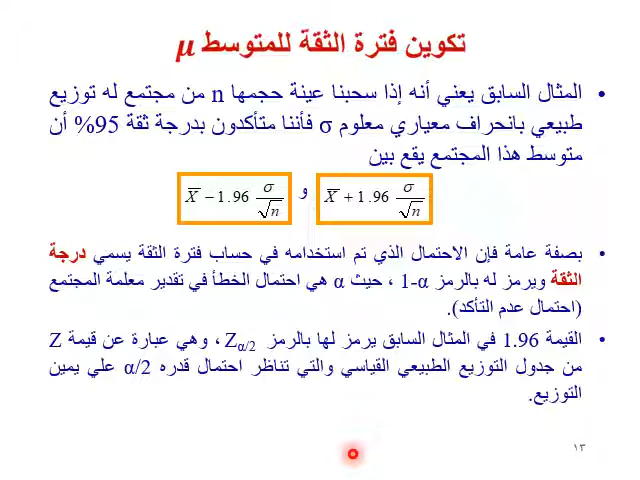 تكوين فترة الثقة للمتوسط μ
• المثال السابق يعني أنه إذا سحبنا عينة حجمها n من مجتمع له توزيع
طبيعي بانحراف معياري معلوم σ فأننا متأكدون بدرجة ثقة 95% أن
متوسط هذا المجتمع يقع بين
X̅ + 1.96 σ/√n و X̅ − 1.96 σ/√n
• بصفة عامة فإن الاحتمال الذي تم استخدامه في حساب فترة الثقة يسمي درجة
الثقة ويرمز له بالرمز 1-α ، حيث α هي احتمال الخطأ في تقدير معلمة المجتمع
(احتمال عدم التأكد).
• القيمة 1.96 في المثال السابق يرمز لها بالرمز Zα/2 ، وهي عبارة عن قيمة Z
من جدول التوزيع الطبيعي القياسي والتي تناظر احتمال قدره α/2 علي يمين
التوزيع.
١٣